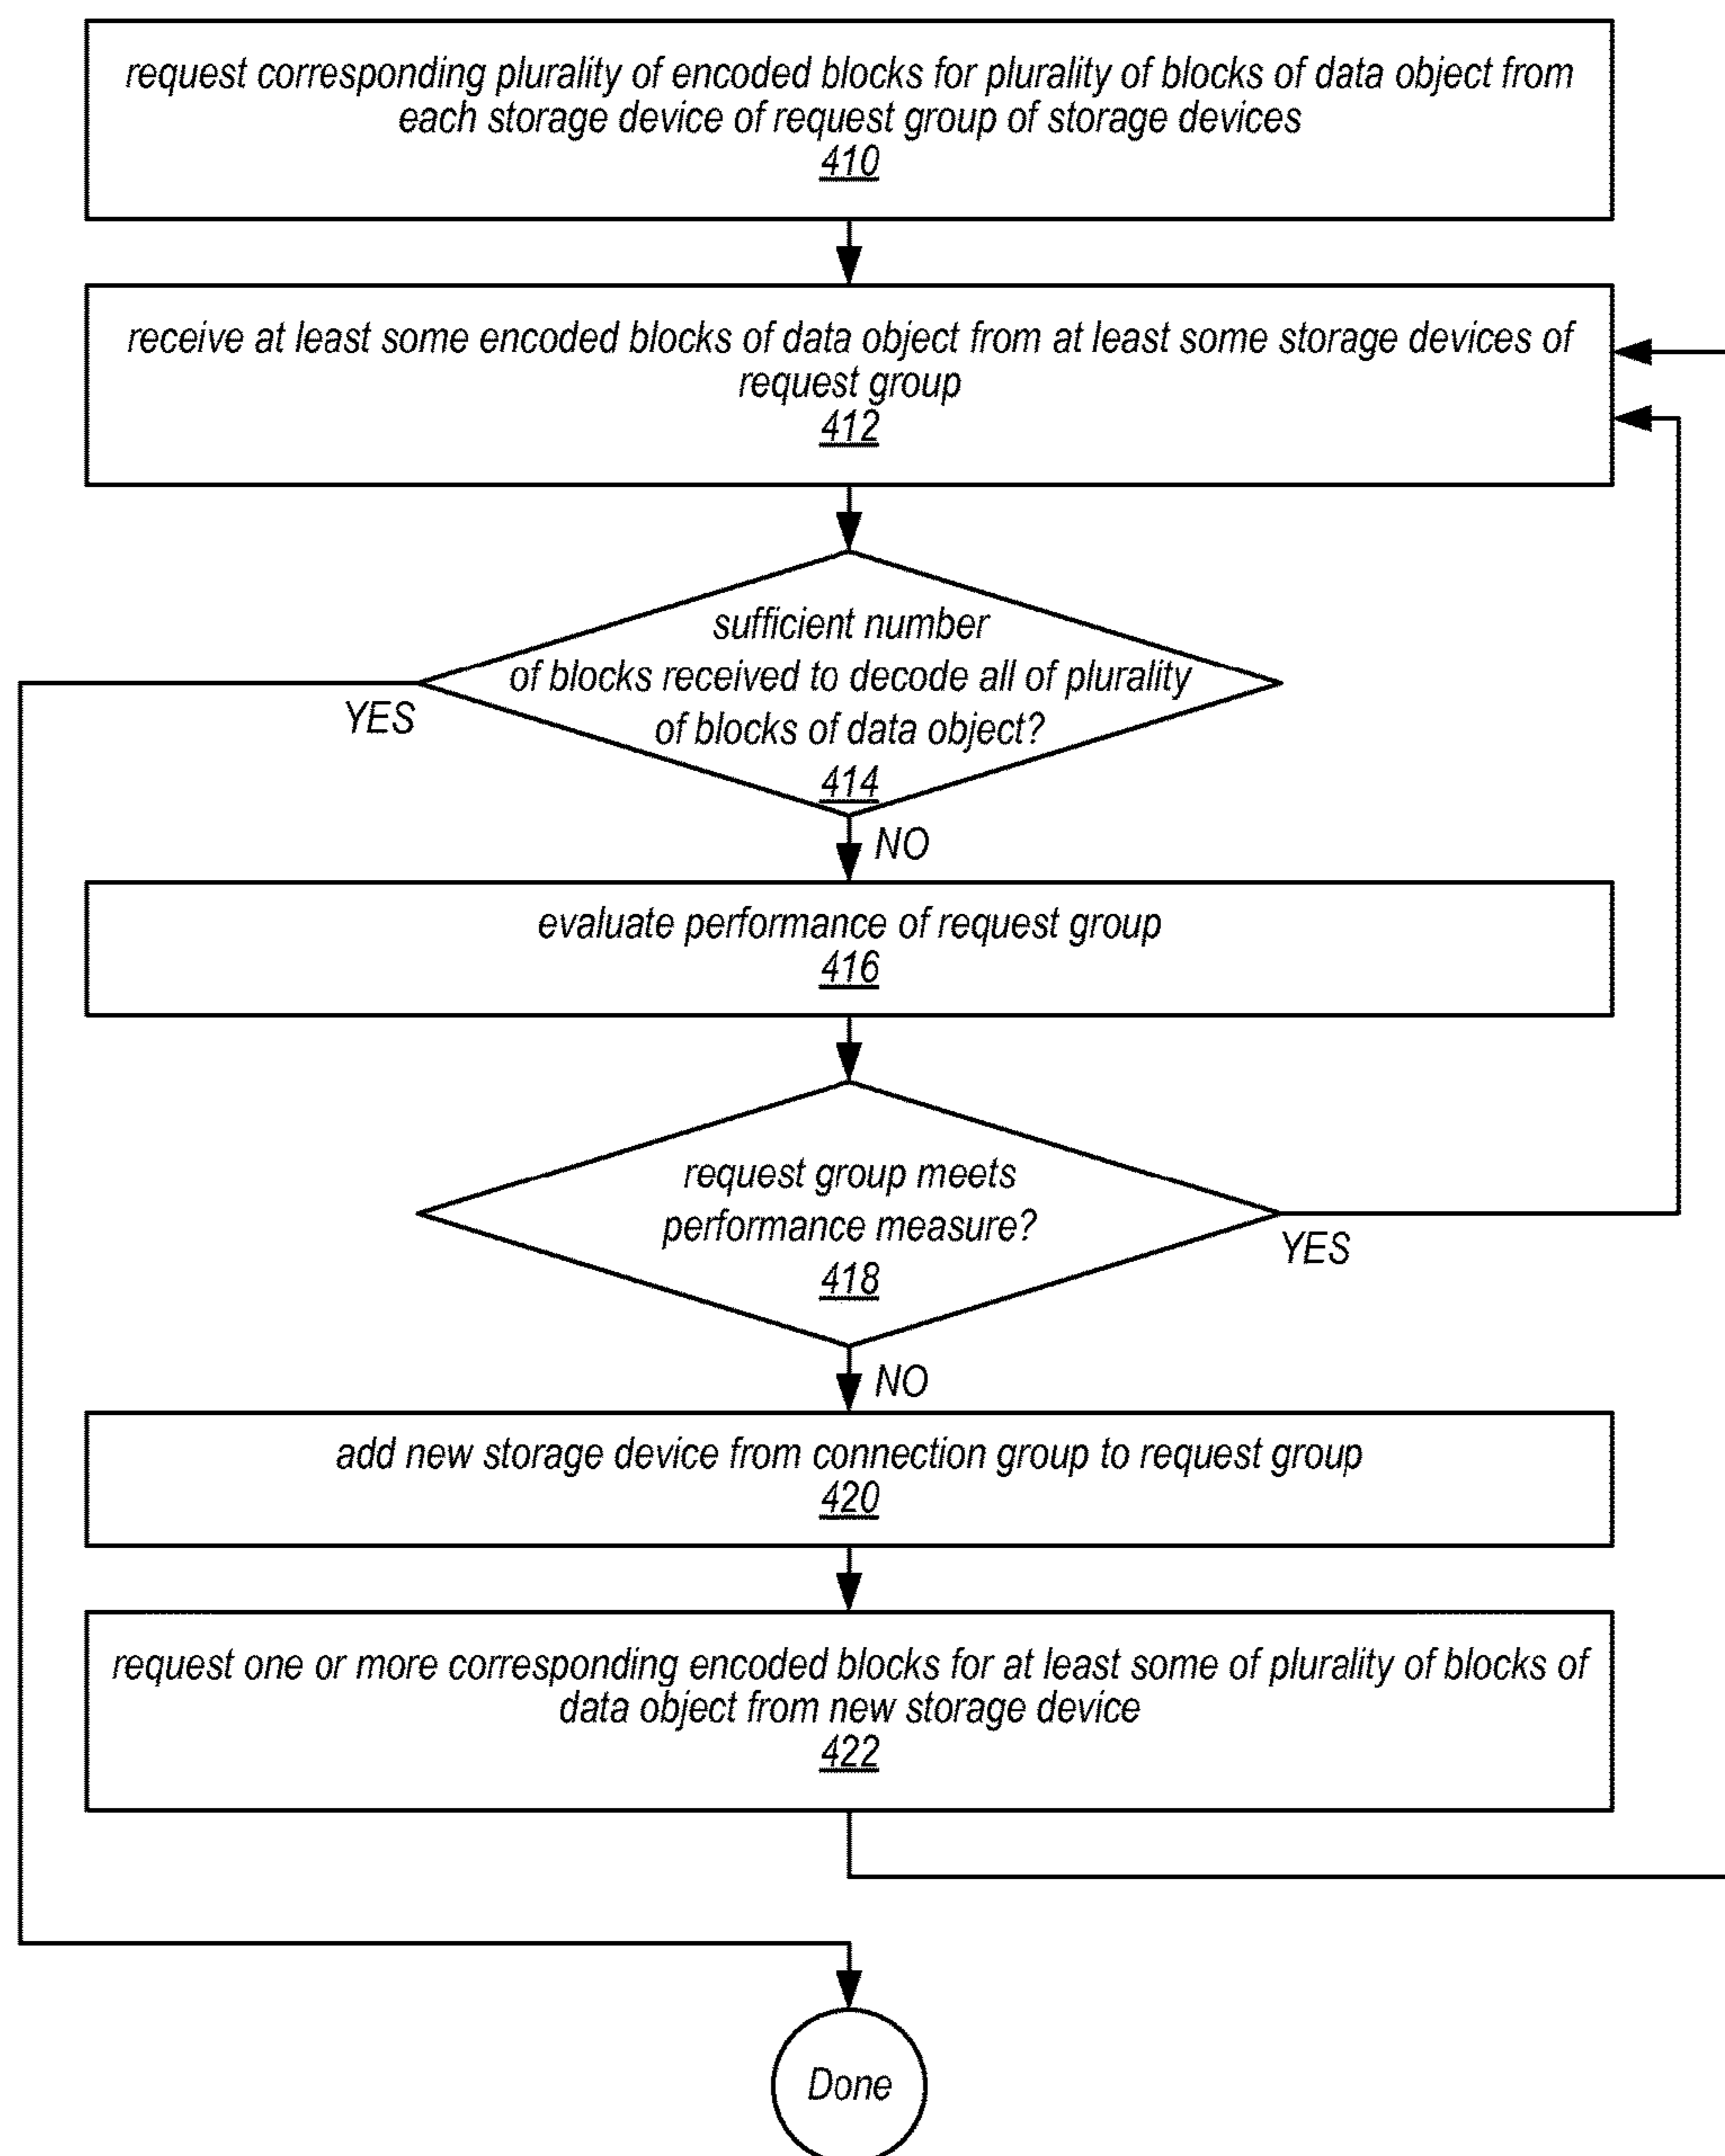 request corresponding plurality of encoded blocks for plurality of blocks of data object from
each storage device of request group of storage devices
410
receive at least some encoded blocks of data object from at least some storage devices of
request group
412
sufficient number
of blocks received to decode all of plurality
of blocks of data object?
414
YES
NO
evaluate performance of request group
416
request group meets
performance measure?
418
YES
NO
add new storage device from connection group to request group
420
request one or more corresponding encoded blocks for at least some of plurality of blocks of
data object from new storage device
422
Done